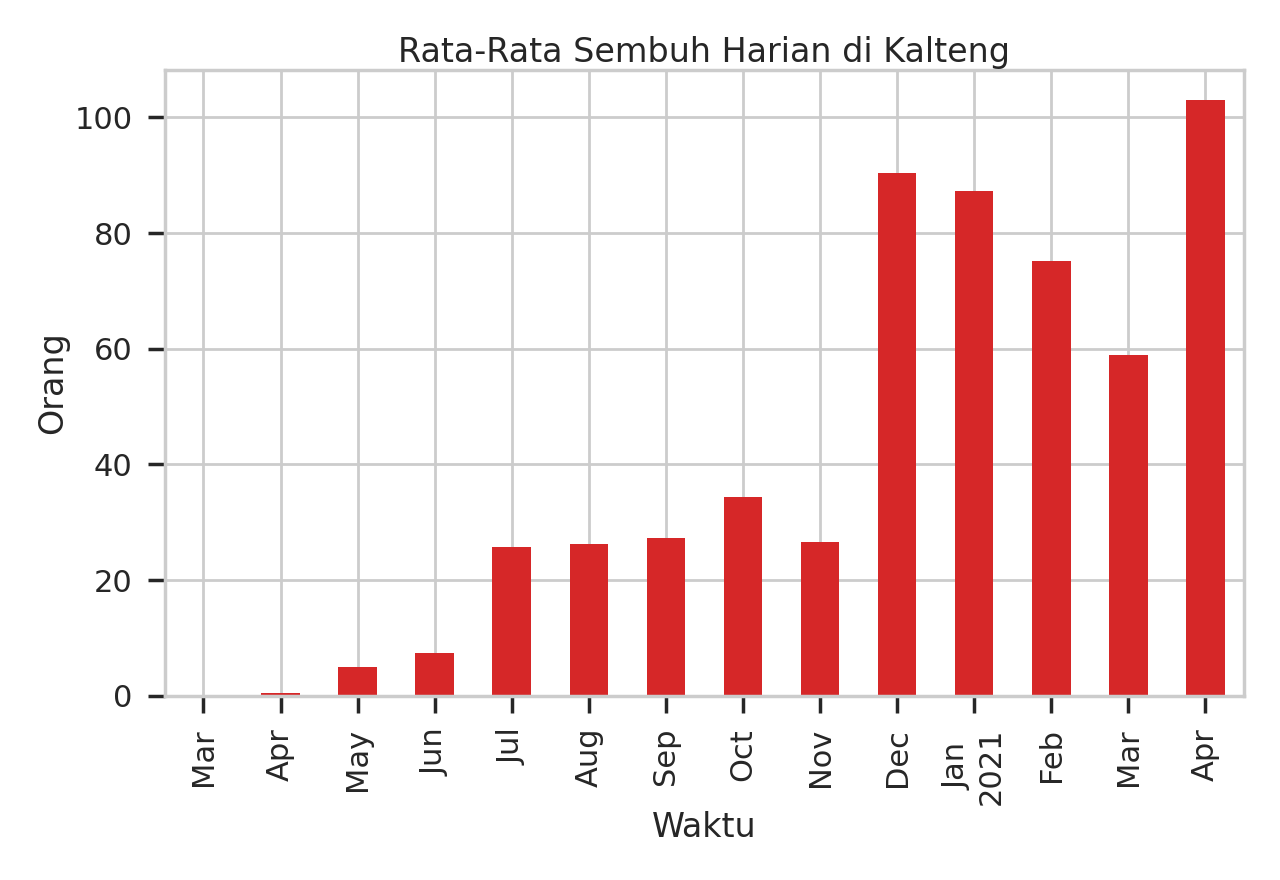 Rata-Rata Sembuh Harian di Kalteng
100
80
60
40
20
0
Orang
Mar
Apr
May
Jun
Jul
Aug
Sep
Oct
Nov
Dec
Jan
2021
Feb
Mar
Apr
Waktu